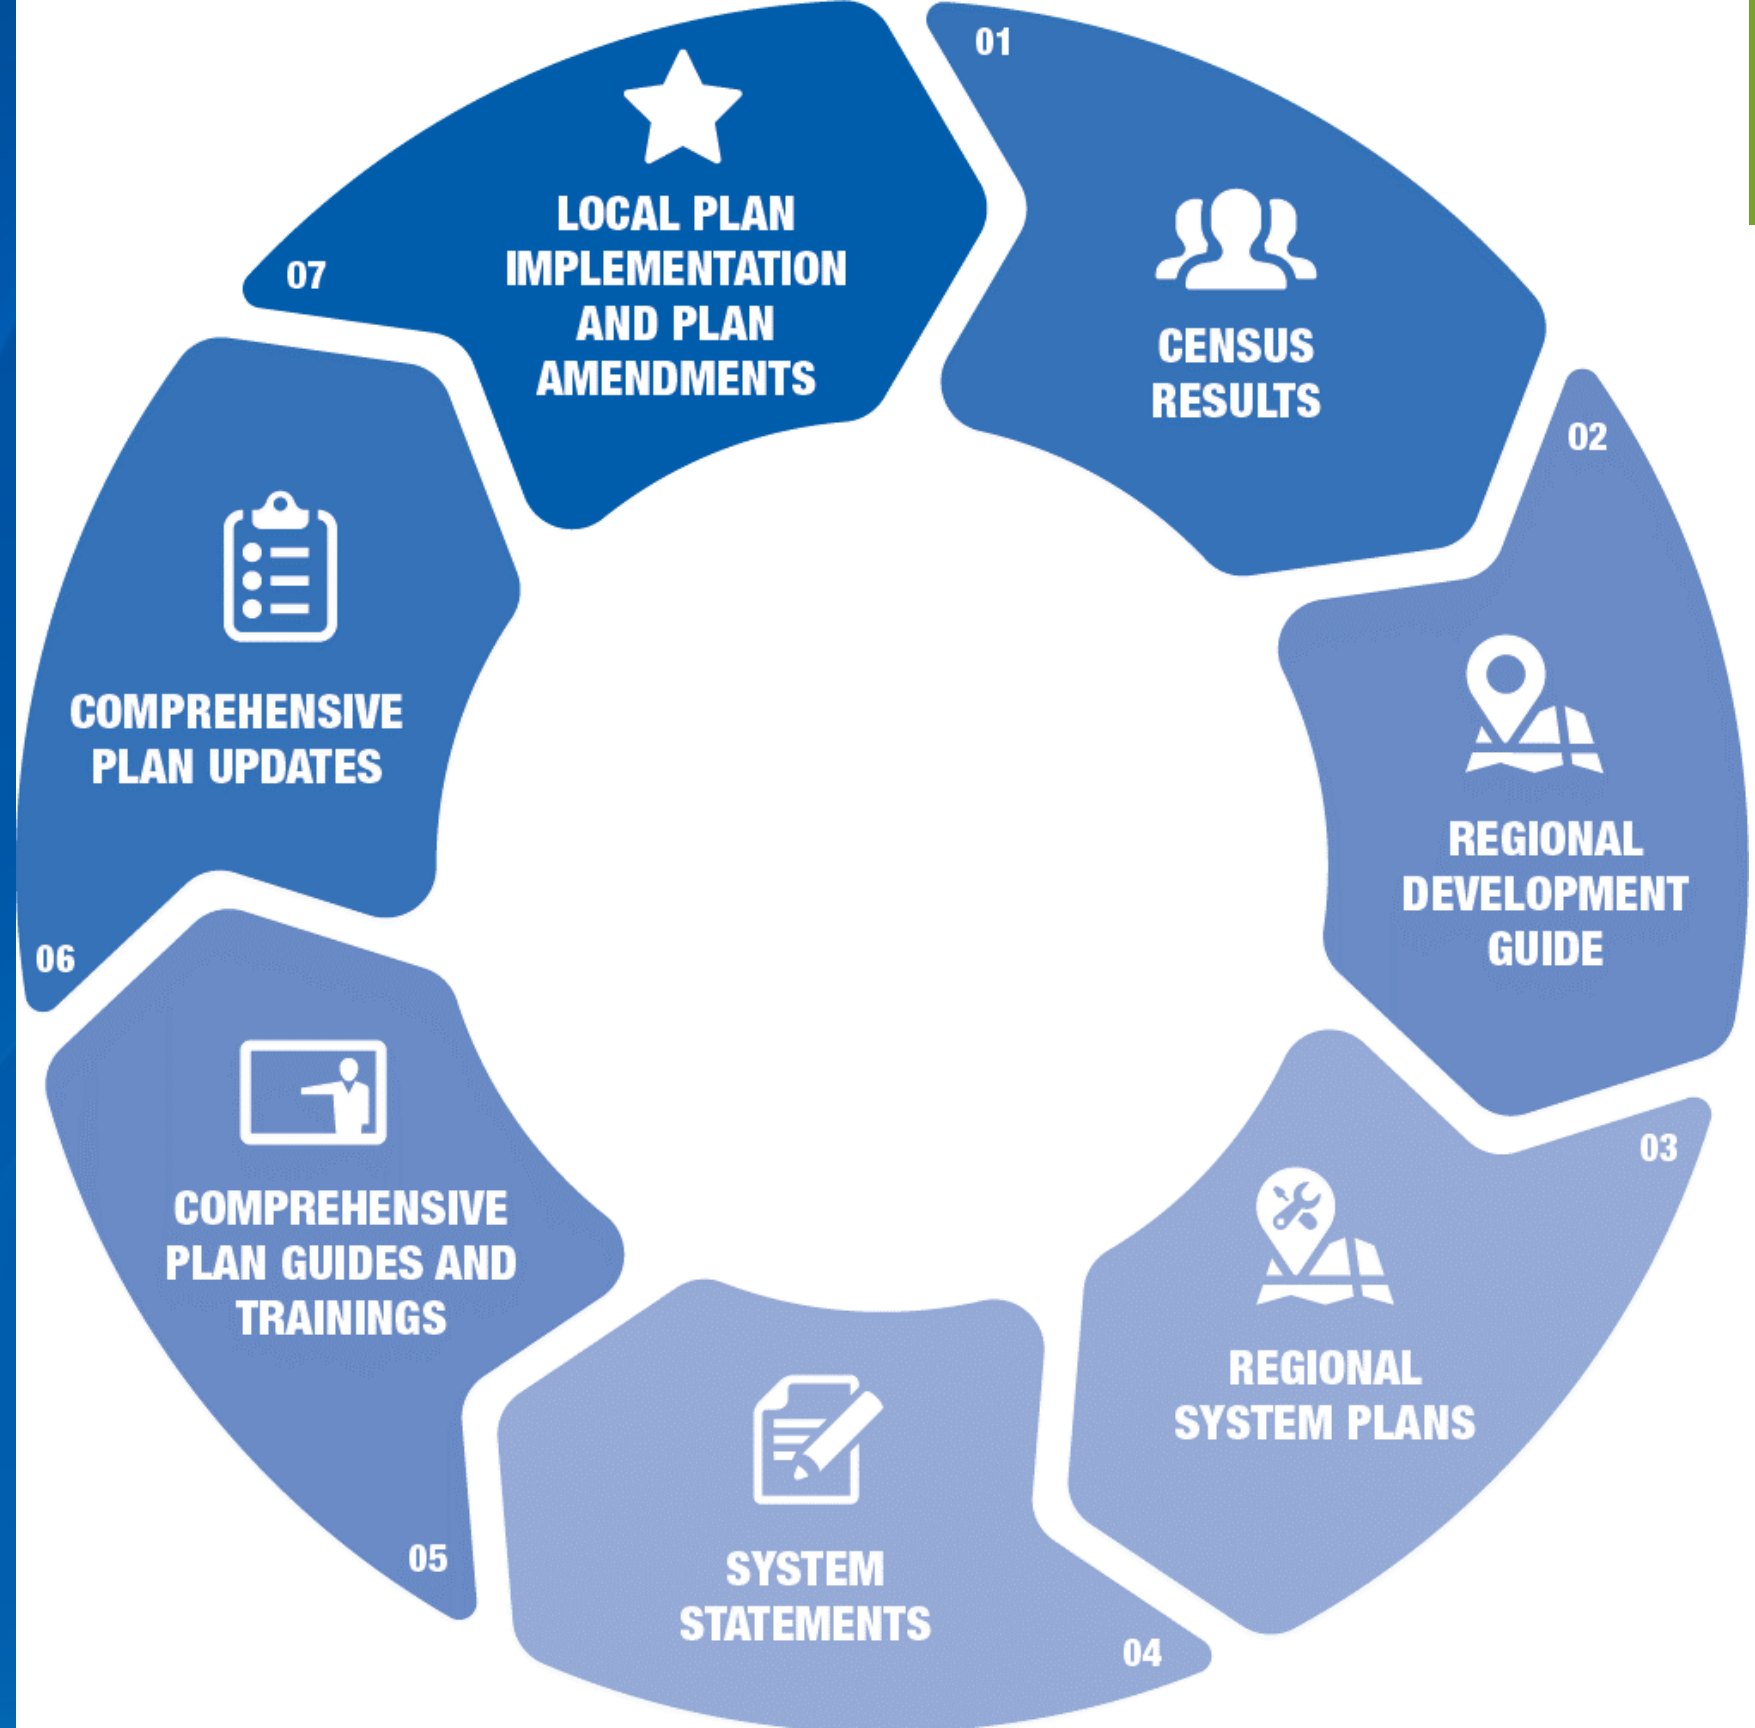 01
CENSUS
RESULTS
02
REGIONAL
DEVELOPMENT
GUIDE
03
REGIONAL
SYSTEM PLANS
04
SYSTEM
STATEMENTS
05
COMPREHENSIVE
PLAN GUIDES AND
TRAININGS
06
COMPREHENSIVE
PLAN UPDATES
07
LOCAL PLAN
IMPLEMENTATION
AND PLAN
AMENDMENTS